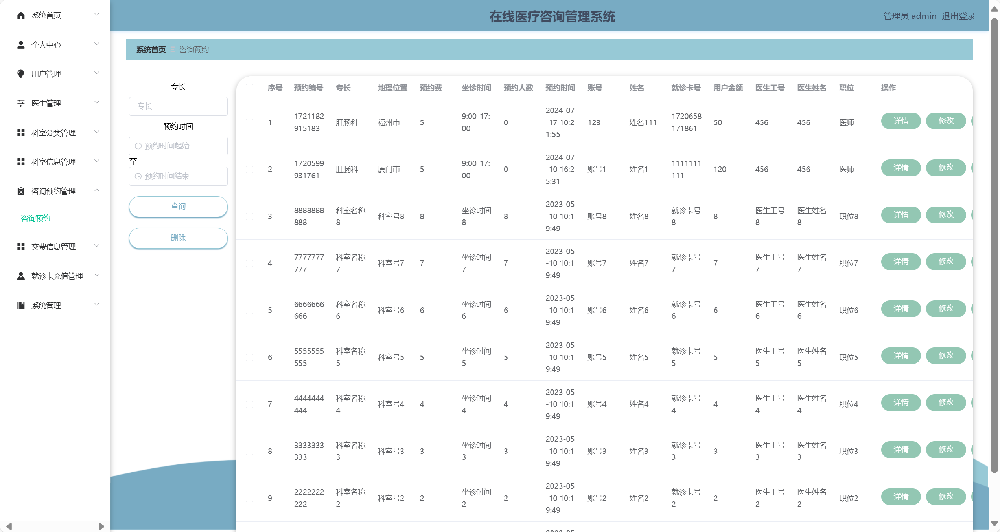 在线医疗咨询管理系统
管理员 admin 退出登录
系统首页
个人中心
用户管理
医生管理
科室分类管理
科室信息管理
咨询预约管理
咨询预约
交费信息管理
就诊卡充值管理
系统管理
系统首页 咨询预约
专长
专长
预约时间
预约时间起始
至
预约时间结束
查询
删除
序号 预约编号 专长 地理位置 预约费 坐诊时间 预约人数 预约时间 账号 姓名 就诊卡号 用户金额 医生工号 医生姓名 职位 操作
1 1721182915183 肛肠科 福州市 5 9:00-17:00 0 2024-07-17 10:21:55 123 姓名111 1720658171861 50 456 456 医师 详情 修改
2 1720599931761 肛肠科 厦门市 5 9:00-17:00 0 2024-07-10 16:25:31 账号1 姓名1 1111111111 120 456 456 医师 详情 修改
3 8888888888 科室名称8 科室号8 8 坐诊时间8 8 2023-05-10 10:19:49 账号8 姓名8 就诊卡号8 8 医生工号8 医生姓名8 职位8 详情 修改
4 7777777777 科室名称7 科室号7 7 坐诊时间7 7 2023-05-10 10:19:49 账号7 姓名7 就诊卡号7 7 医生工号7 医生姓名7 职位7 详情 修改
5 6666666666 科室名称6 科室号6 6 坐诊时间6 6 2023-05-10 10:19:49 账号6 姓名6 就诊卡号6 6 医生工号6 医生姓名6 职位6 详情 修改
6 5555555555 科室名称5 科室号5 5 坐诊时间5 5 2023-05-10 10:19:49 账号5 姓名5 就诊卡号5 5 医生工号5 医生姓名5 职位5 详情 修改
7 4444444444 科室名称4 科室号4 4 坐诊时间4 4 2023-05-10 10:19:49 账号4 姓名4 就诊卡号4 4 医生工号4 医生姓名4 职位4 详情 修改
8 3333333333 科室名称3 科室号3 3 坐诊时间3 3 2023-05-10 10:19:49 账号3 姓名3 就诊卡号3 3 医生工号3 医生姓名3 职位3 详情 修改
9 2222222222 科室名称2 科室号2 2 坐诊时间2 2 2023-05-10 10:19:49 账号2 姓名2 就诊卡号2 2 医生工号2 医生姓名2 职位2 详情 修改